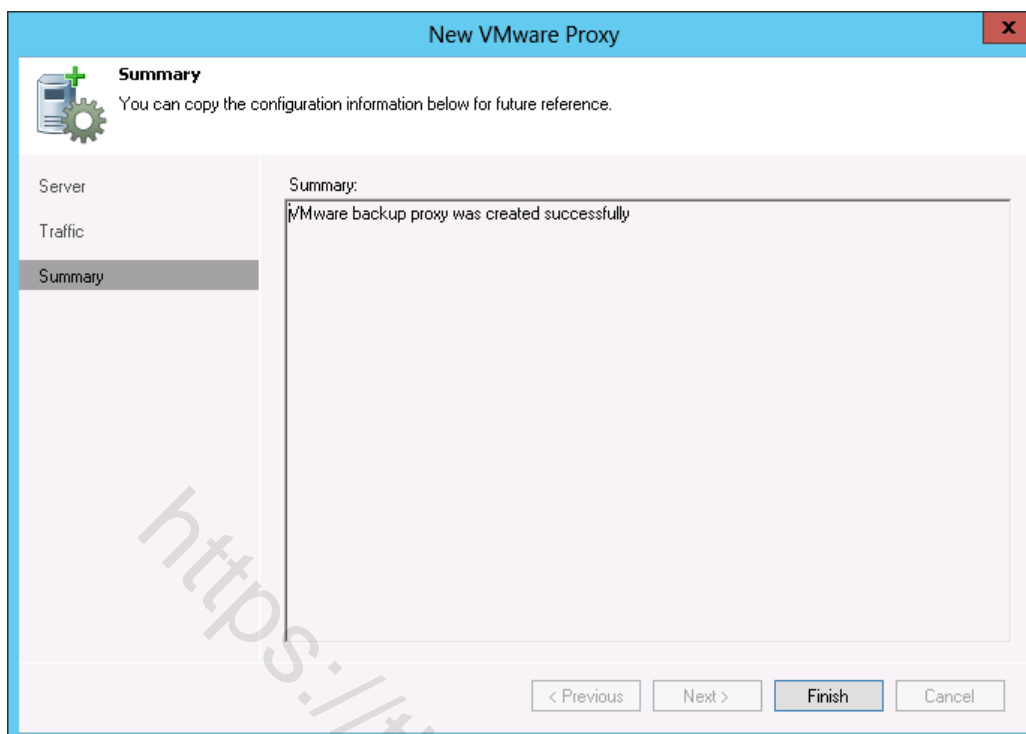 New VMware Proxy
x
Summary
You can copy the configuration information below for future reference.
Server
Traffic
Summary
Summary:
VMware backup proxy was created successfully
https://
< Previous
Next >
Finish
Cancel